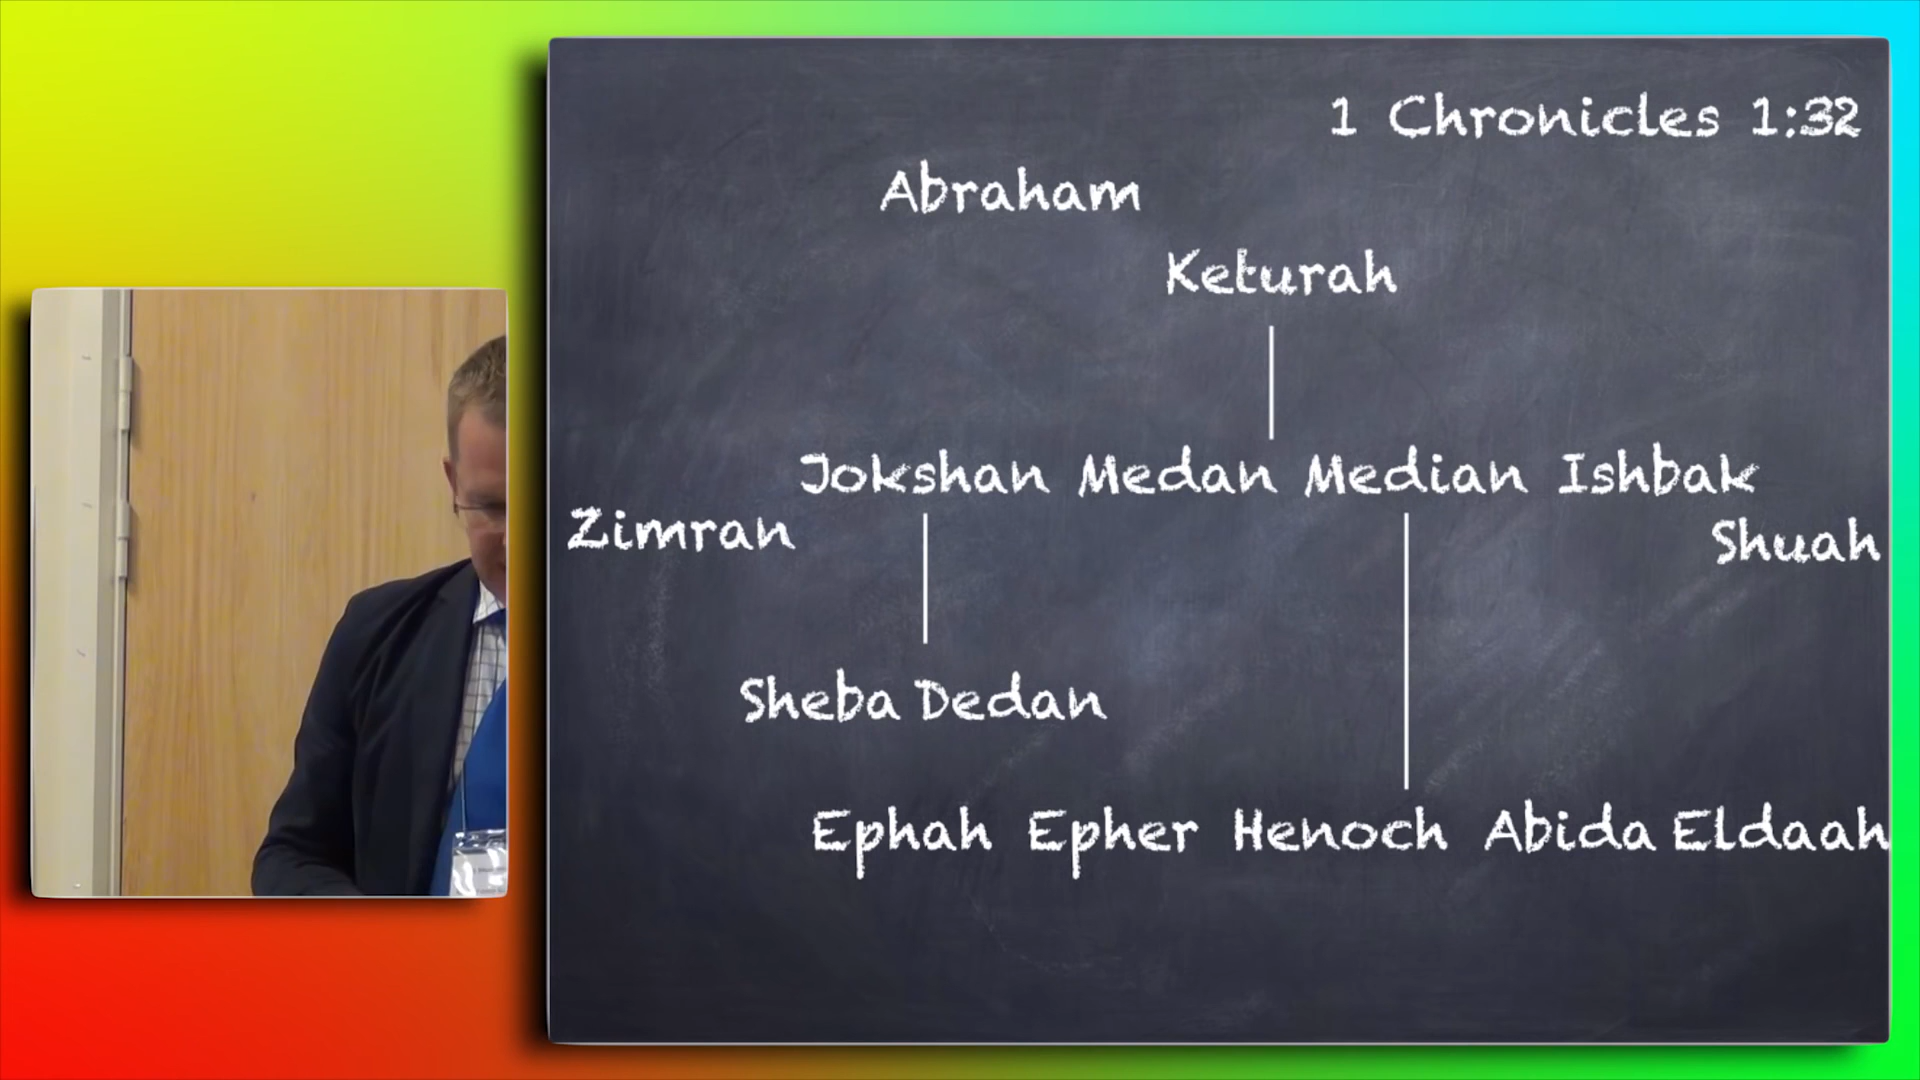 1 Chronicles 1:32
Abraham
Keturah
Jokshan Medan Median Ishbak
Zimran
Shuah
Sheba Dedan
Ephah Epher Henoch Abida Eldaah